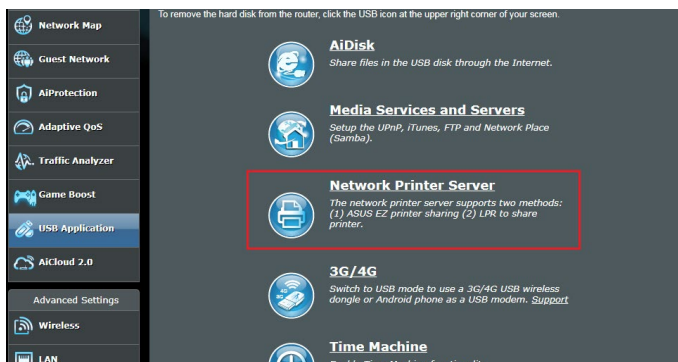 To remove the hard disk from the router, click the USB icon at the upper right corner of your screen.
Network Map
Guest Network
AiProtection
Adaptive QoS
Traffic Analyzer
Game Boost
USB Application
AiCloud 2.0
Advanced Settings
Wireless
LAN
AiDisk
Share files in the USB disk through the Internet.
Media Services and Servers
Setup the UPnP, iTunes, FTP and Network Place
(Samba).
Network Printer Server
The network printer server supports two methods:
(1) ASUS EZ printer sharing (2) LPR to share
printer.
3G/4G
Switch to USB mode to use a 3G/4G USB wireless
dongle or Android phone as a USB modem. Support
Time Machine